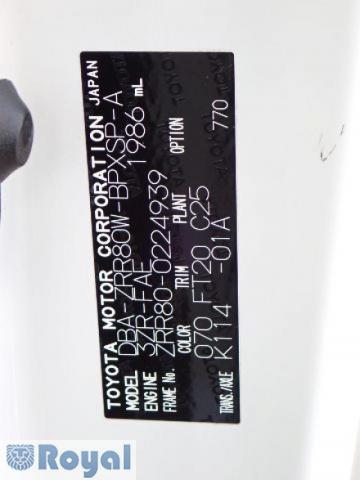 TOYOTA MOTOR CORPORATION JAPAN
MODEL DBA-ZRR80W-BPXSP-A
ENGINE 3ZR-FAE 1986 mL
FRAME No. ZRR80-0224939
COLOR TRIM PLANT OPTION
070 FT20 C25 770
TRANS./AXLE K114 -01A
Royal